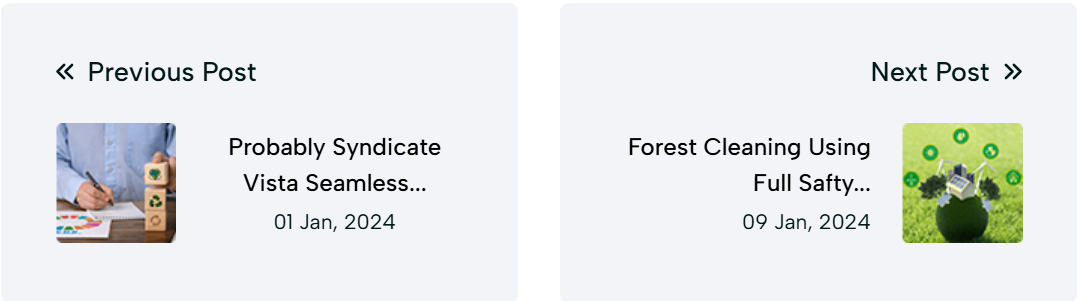 Previous Post
Probably Syndicate
Vista Seamless...
01 Jan, 2024
Next Post
Forest Cleaning Using
Full Safty...
09 Jan, 2024